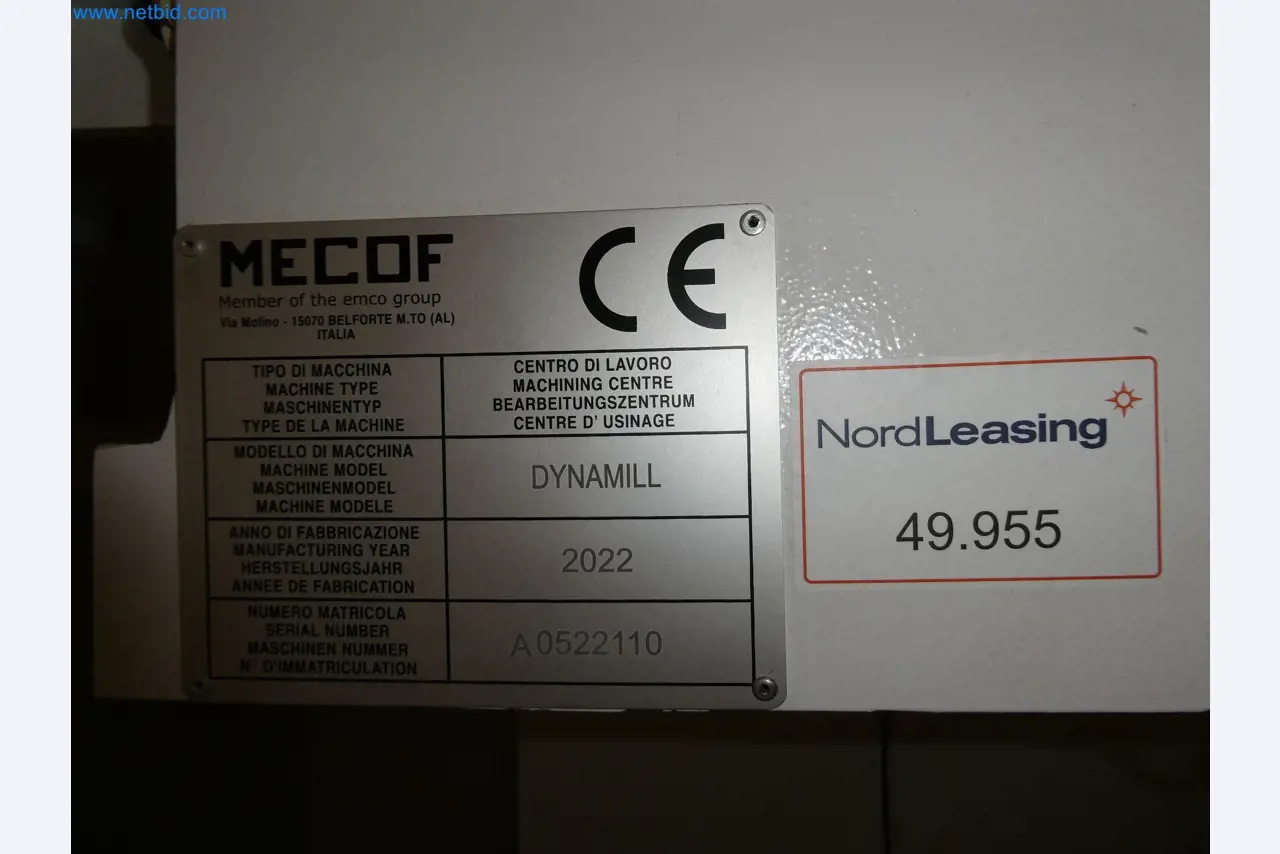 www.netbid.com
MECOF
Member of the emco group
Via Molino - 15070 BELFORTE M.TO (AL)
ITALIA
CE
TIPO DI MACCHINA
MACHINE TYPE
MASCHINENTYP
TYPE DE LA MACHINE
CENTRO DI LAVORO
MACHINING CENTRE
BEARBEITUNGSZENTRUM
CENTRE D' USINAGE
MODELLO DI MACCHINA
MACHINE MODEL
MASCHINENMODEL
MACHINE MODELE
DYNAMILL
ANNO DI FABBRICAZIONE
MANUFACTURING YEAR
HERSTELLUNGSJAHR
ANNEE DE FABRICATION
2022
NUMERO MATRICOLA
SERIAL NUMBER
MASCHINEN NUMMER
N° D'IMMATRICULATION
A0522110
NordLeasing
49.955